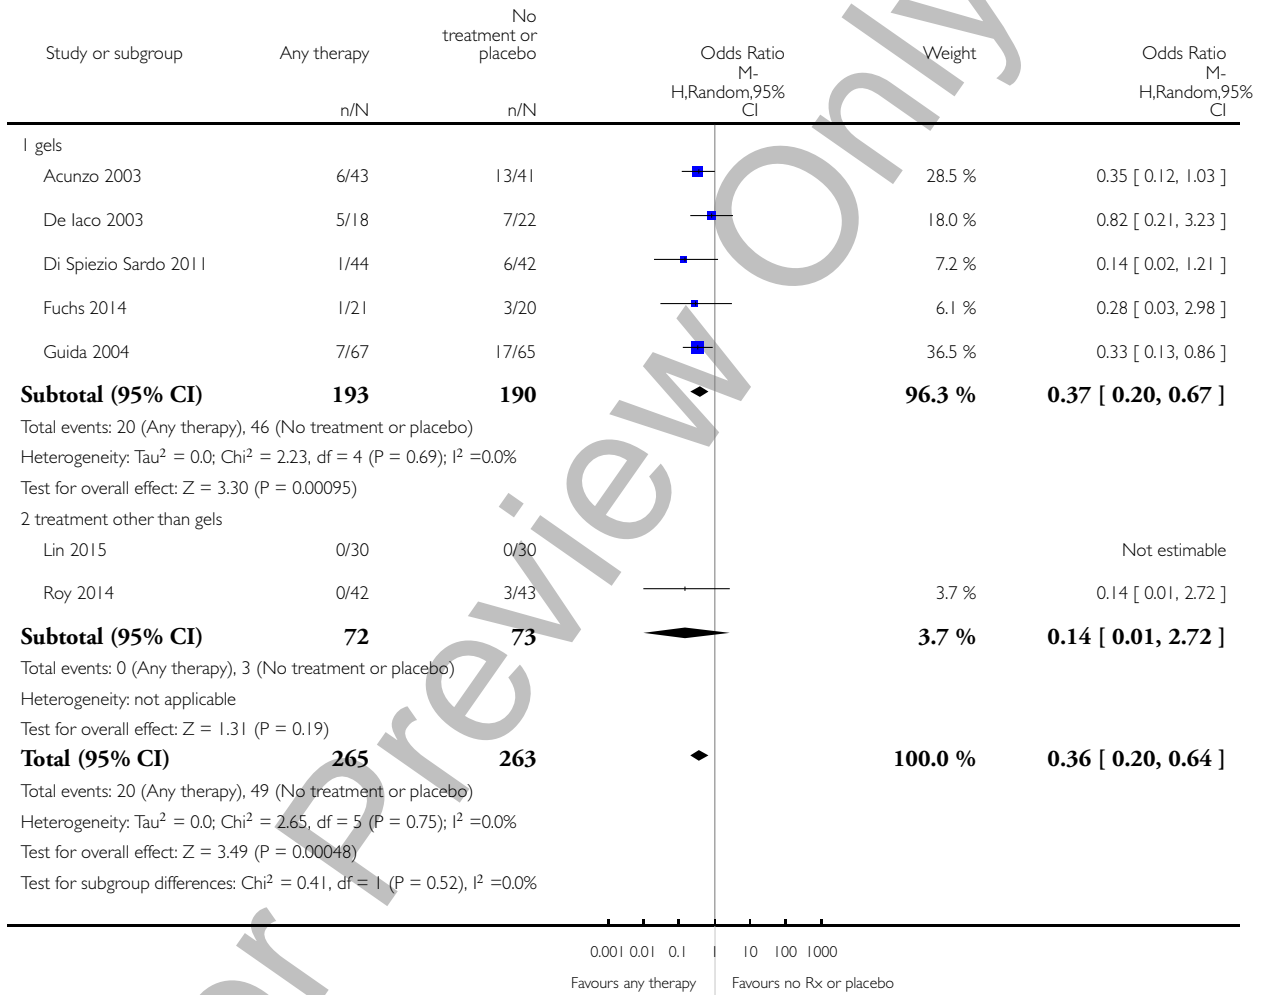 No
treatment or
Study or subgroup Any therapy placebo Odds Ratio Weight Odds Ratio
M- M-
H,Random,95% H,Random,95%
n/N n/N CI CI
1 gels
Acunzo 2003 6/43 13/41 28.5 % 0.35 [ 0.12, 1.03 ]
De Iaco 2003 5/18 7/22 18.0 % 0.82 [ 0.21, 3.23 ]
Di Spiezio Sardo 2011 1/44 6/42 7.2 % 0.14 [ 0.02, 1.21 ]
Fuchs 2014 1/21 3/20 6.1 % 0.28 [ 0.03, 2.98 ]
Guida 2004 7/67 17/65 36.5 % 0.33 [ 0.13, 0.86 ]
Subtotal (95% CI) 193 190 96.3 % 0.37 [ 0.20, 0.67 ]
Total events: 20 (Any therapy), 46 (No treatment or placebo)
Heterogeneity: Tau² = 0.0; Chi² = 2.23, df = 4 (P = 0.69); I² =0.0%
Test for overall effect: Z = 3.30 (P = 0.00095)
2 treatment other than gels
Lin 2015 0/30 0/30 Not estimable
Roy 2014 0/42 3/43 3.7 % 0.14 [ 0.01, 2.72 ]
Subtotal (95% CI) 72 73 3.7 % 0.14 [ 0.01, 2.72 ]
Total events: 0 (Any therapy), 3 (No treatment or placebo)
Heterogeneity: not applicable
Test for overall effect: Z = 1.31 (P = 0.19)
Total (95% CI) 265 263 100.0 % 0.36 [ 0.20, 0.64 ]
Total events: 20 (Any therapy), 49 (No treatment or placebo)
Heterogeneity: Tau² = 0.0; Chi² = 2.65, df = 5 (P = 0.75); I² =0.0%
Test for overall effect: Z = 3.49 (P = 0.00048)
Test for subgroup differences: Chi² = 0.41, df = 1 (P = 0.52), I² =0.0%
0.001 0.01 0.1 1 10 100 1000
Favours any therapy Favours no Rx or placebo
or Preview Only